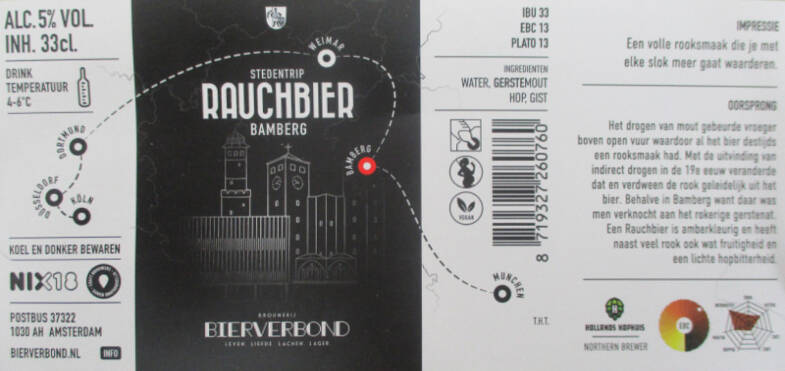 ALC. 5% VOL.
INH. 33cl.
DRINK
TEMPERATUUR
4-6°C
DORTMUND
DÜSSELDORF
KÖLN
KOEL EN DONKER BEWAREN
NIX18
POSTBUS 37322
1030 AH AMSTERDAM
BIERVERBOND.NL INFO
WEIMAR
STEDENTRIP
RAUCHBIER
BAMBERG
BAMBERG
BROUWERIJ
BIERVERBOND
LEVEN. LIEFDE. LACHEN. LAGER.
MÜNCHEN
IBU 33
EBC 13
PLATO 13
INGREDIENTEN
WATER, GERSTEMOUT
HOP, GIST
VEGAN
8 719327 260760
T.H.T.
IMPRESSIE
Een volle rooksmaak die je met
elke slok meer gaat waarderen.
OORSPRONG
Het drogen van mout gebeurde vroeger
boven open vuur waardoor al het bier destijds
een rooksmaak had. Met de uitvinding van
indirect drogen in de 19e eeuw veranderde
dat en verdween de rook geleidelijk uit het
bier. Behalve in Bamberg want daar was
men verknocht aan het rokerige gerstenat.
Een Rauchbier is amberkleurig en heeft
naast veel rook ook wat fruitigheid en
een lichte hopbitterheid.
HOLLANDS HOPHUIS
NORTHERN BREWER
EBC